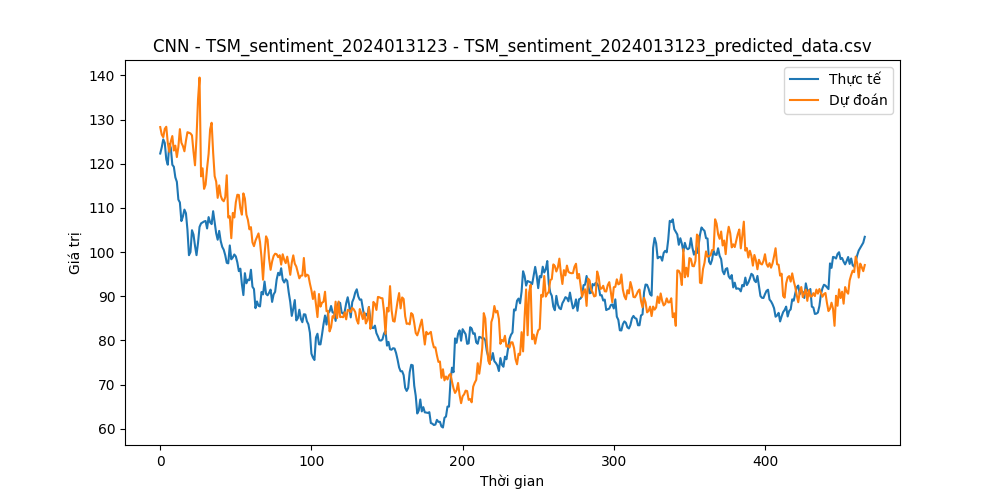 CNN - TSM_sentiment_2024013123 - TSM_sentiment_2024013123_predicted_data.csv
Thực tế
Dự đoán
Giá trị
140
130
120
110
100
90
80
70
60
0
100
200
300
400
Thời gian